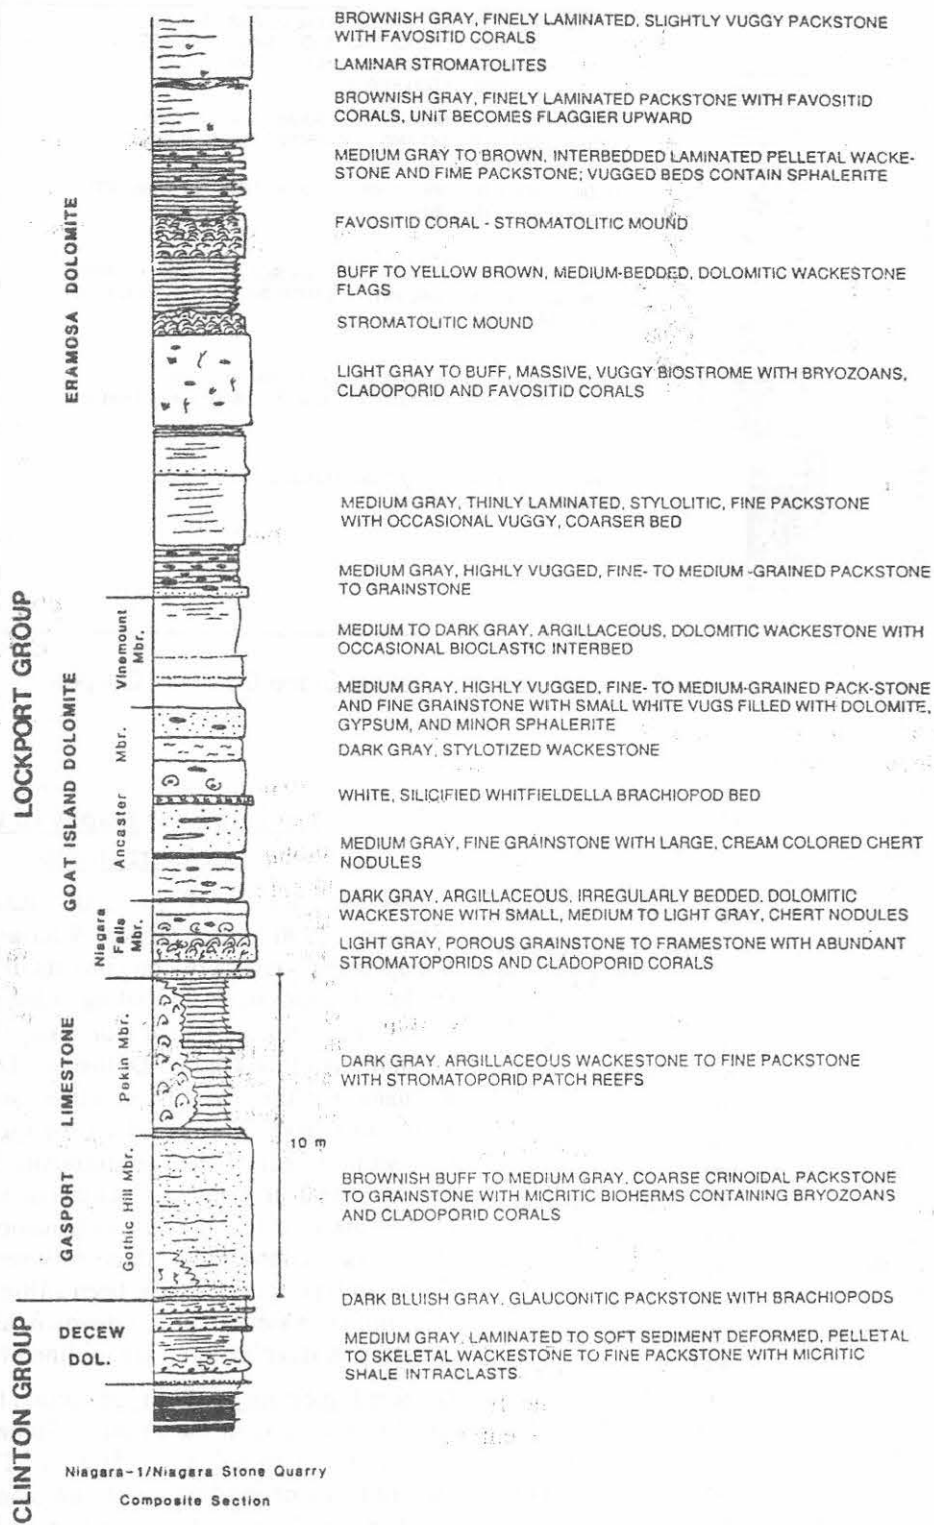 BROWNISH GRAY, FINELY LAMINATED, SLIGHTLY VUGGY PACKSTONE
WITH FAVOSITID CORALS
LAMINAR STROMATOLITES
BROWNISH GRAY, FINELY LAMINATED PACKSTONE WITH FAVOSITID
CORALS, UNIT BECOMES FLAGGIER UPWARD
MEDIUM GRAY TO BROWN, INTERBEDDED LAMINATED PELLETAL WACKE-
STONE AND FIME PACKSTONE; VUGGED BEDS CONTAIN SPHALERITE
FAVOSITID CORAL - STROMATOLITIC MOUND
BUFF TO YELLOW BROWN, MEDIUM-BEDDED, DOLOMITIC WACKESTONE
FLAGS
STROMATOLITIC MOUND
LIGHT GRAY TO BUFF, MASSIVE, VUGGY BIOSTROME WITH BRYOZOANS,
CLADOPORID AND FAVOSITID CORALS
MEDIUM GRAY, THINLY LAMINATED, STYLOLITIC, FINE PACKSTONE
WITH OCCASIONAL VUGGY, COARSER BED
MEDIUM GRAY, HIGHLY VUGGED, FINE- TO MEDIUM-GRAINED PACKSTONE
TO GRAINSTONE
MEDIUM TO DARK GRAY, ARGILLACEOUS, DOLOMITIC WACKESTONE WITH
OCCASIONAL BIOCLASTIC INTERBED
MEDIUM GRAY, HIGHLY VUGGED, FINE- TO MEDIUM-GRAINED PACK-STONE
AND FINE GRAINSTONE WITH SMALL WHITE VUGS FILLED WITH DOLOMITE,
GYPSUM, AND MINOR SPHALERITE
DARK GRAY, STYLOTIZED WACKESTONE
WHITE, SILICIFIED WHITFIELDELLA BRACHIOPOD BED
MEDIUM GRAY, FINE GRAINSTONE WITH LARGE, CREAM COLORED CHERT
NODULES
DARK GRAY, ARGILLACEOUS, IRREGULARLY BEDDED, DOLOMITIC
WACKESTONE WITH SMALL, MEDIUM TO LIGHT GRAY, CHERT NODULES
LIGHT GRAY, POROUS GRAINSTONE TO FRAMESTONE WITH ABUNDANT
STROMATOPORIDS AND CLADOPORID CORALS
DARK GRAY, ARGILLACEOUS WACKESTONE TO FINE PACKSTONE
WITH STROMATOPORID PATCH REEFS
10 m
BROWNISH BUFF TO MEDIUM GRAY, COARSE CRINOIDAL PACKSTONE
TO GRAINSTONE WITH MICRITIC BIOHERMS CONTAINING BRYOZOANS
AND CLADOPORID CORALS
DARK BLUISH GRAY, GLAUCONITIC PACKSTONE WITH BRACHIOPODS
MEDIUM GRAY, LAMINATED TO SOFT SEDIMENT DEFORMED, PELLETAL
TO SKELETAL WACKESTONE TO FINE PACKSTONE WITH MICRITIC
SHALE INTRACLASTS
LOCKPORT GROUP
CLINTON GROUP
ERAMOSA DOLOMITE
GOAT ISLAND DOLOMITE
GASPORT LIMESTONE
DECEW
DOL.
Vinemount
Mbr.
Ancaster Mbr.
Niagara
Falls
Mbr.
Pekin Mbr.
Gothic Hill Mbr.
Niagara-1/Niagara Stone Quarry
Composite Section